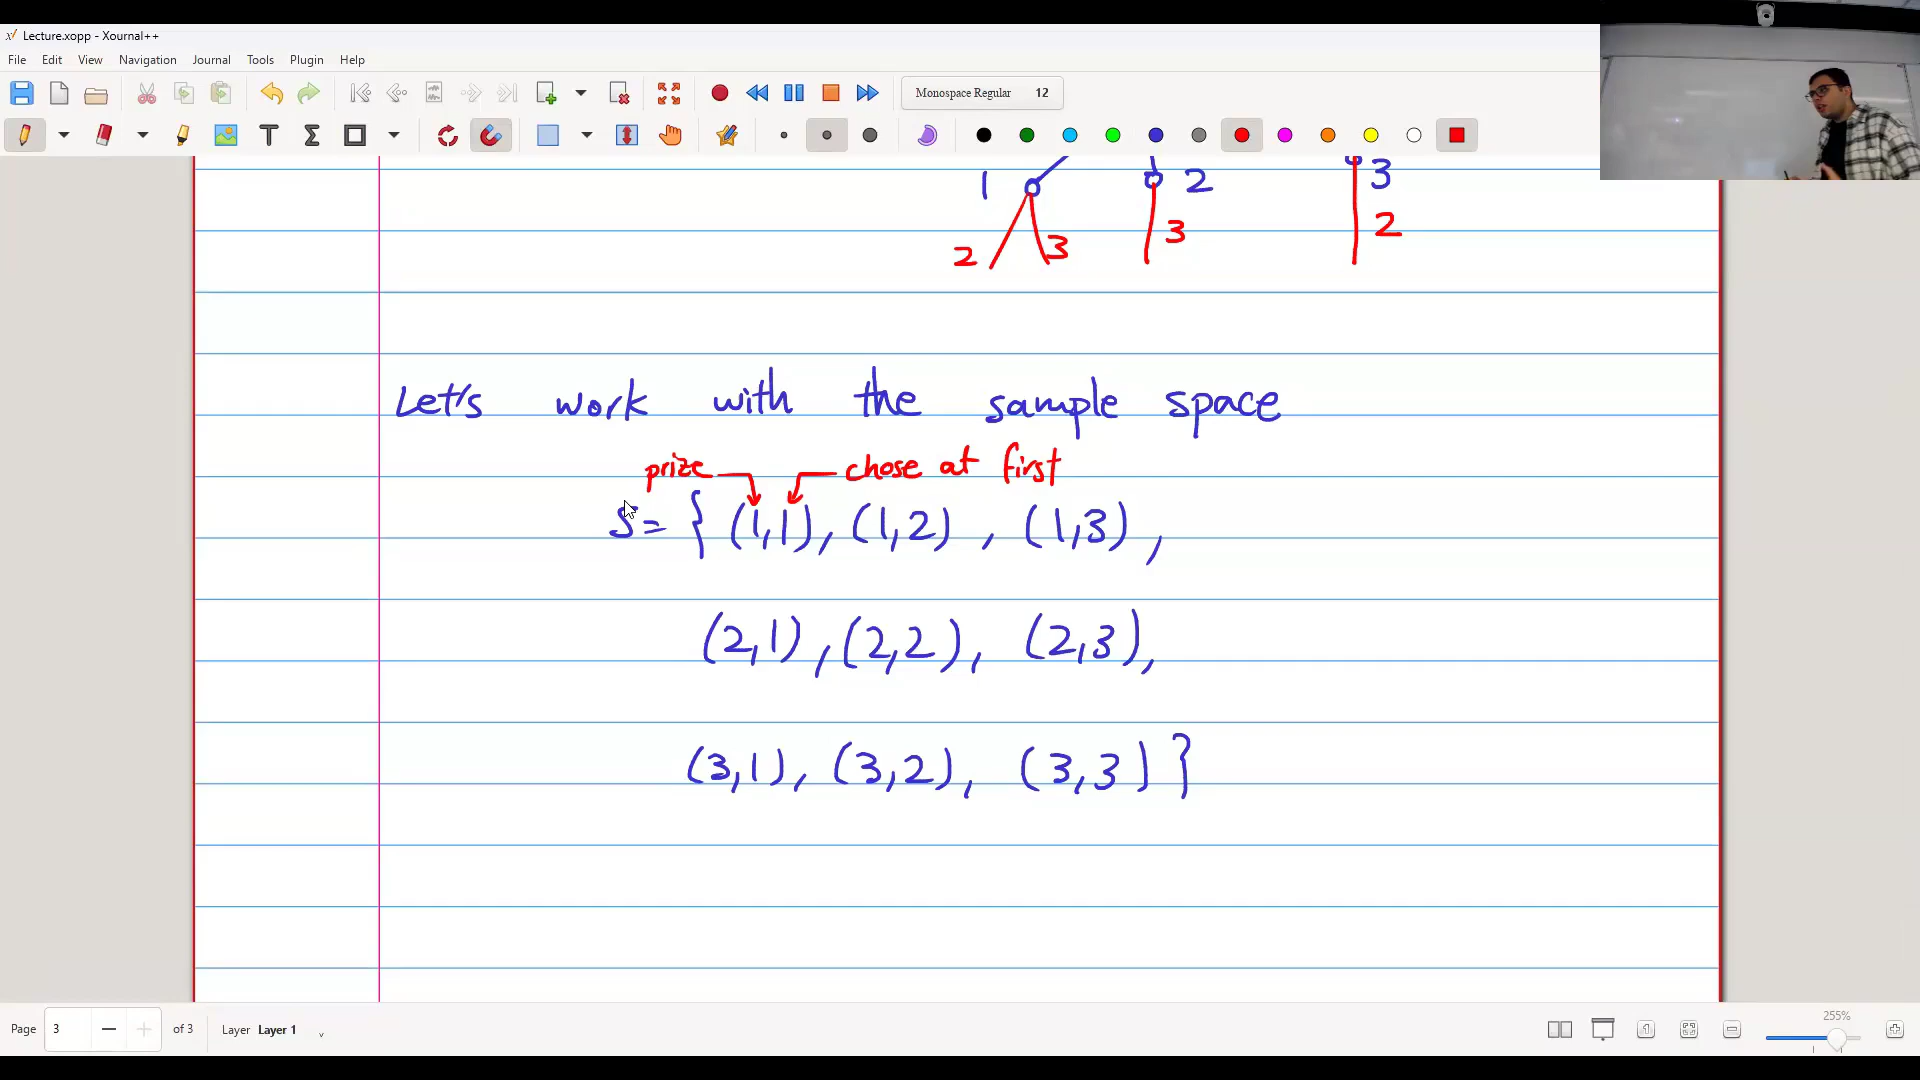 Lecture.xopp - Xournal++
File Edit View Navigation Journal Tools Plugin Help
Monospace Regular 12
1 2 3
2 3 3 2
Let's work with the sample space
prize chose at first
S = { (1,1), (1,2) , (1,3) ,
(2,1), (2,2), (2,3),
(3,1), (3,2), (3,3) }
Page 3 of 3 Layer Layer 1 255%